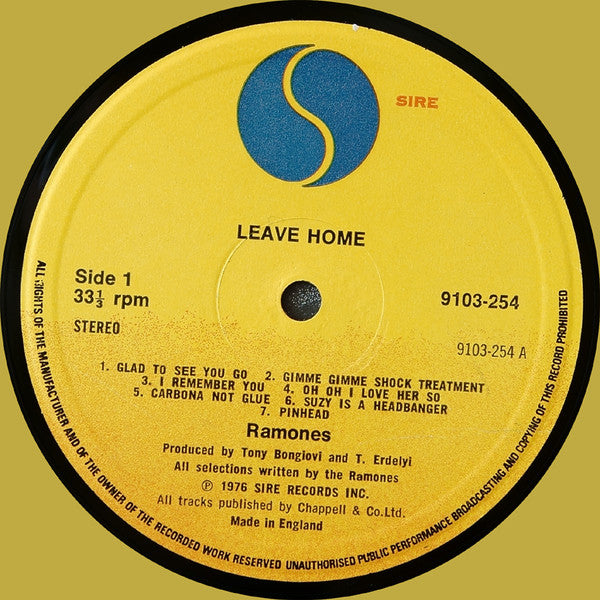 SIRE
LEAVE HOME
Side 1
33⅓ rpm
9103-254
STEREO
9103-254 A
1. GLAD TO SEE YOU GO 2. GIMME GIMME SHOCK TREATMENT
3. I REMEMBER YOU 4. OH OH I LOVE HER SO
5. CARBONA NOT GLUE 6. SUZY IS A HEADBANGER
7. PINHEAD
Ramones
Produced by Tony Bongiovi and T. Erdelyi
All selections written by the Ramones
℗ 1976 SIRE RECORDS INC.
All tracks published by Chappell & Co.Ltd.
Made in England
ALL RIGHTS OF THE MANUFACTURER AND OF THE OWNER OF THE RECORDED WORK RESERVED UNAUTHORISED PUBLIC PERFORMANCE BROADCASTING AND COPYING OF THIS RECORD PROHIBITED